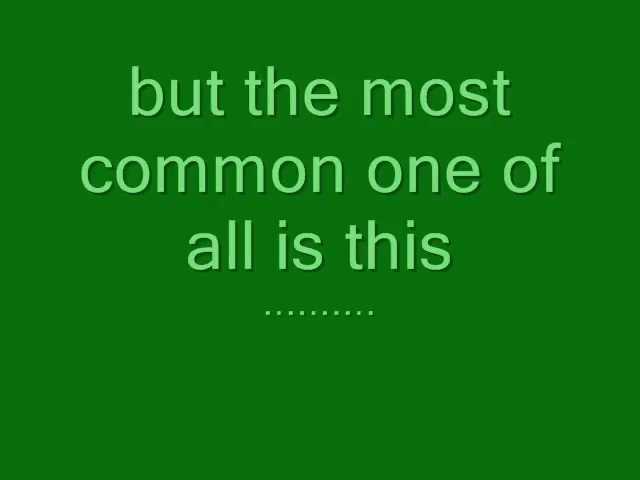 but the most
common one of
all is this
..........